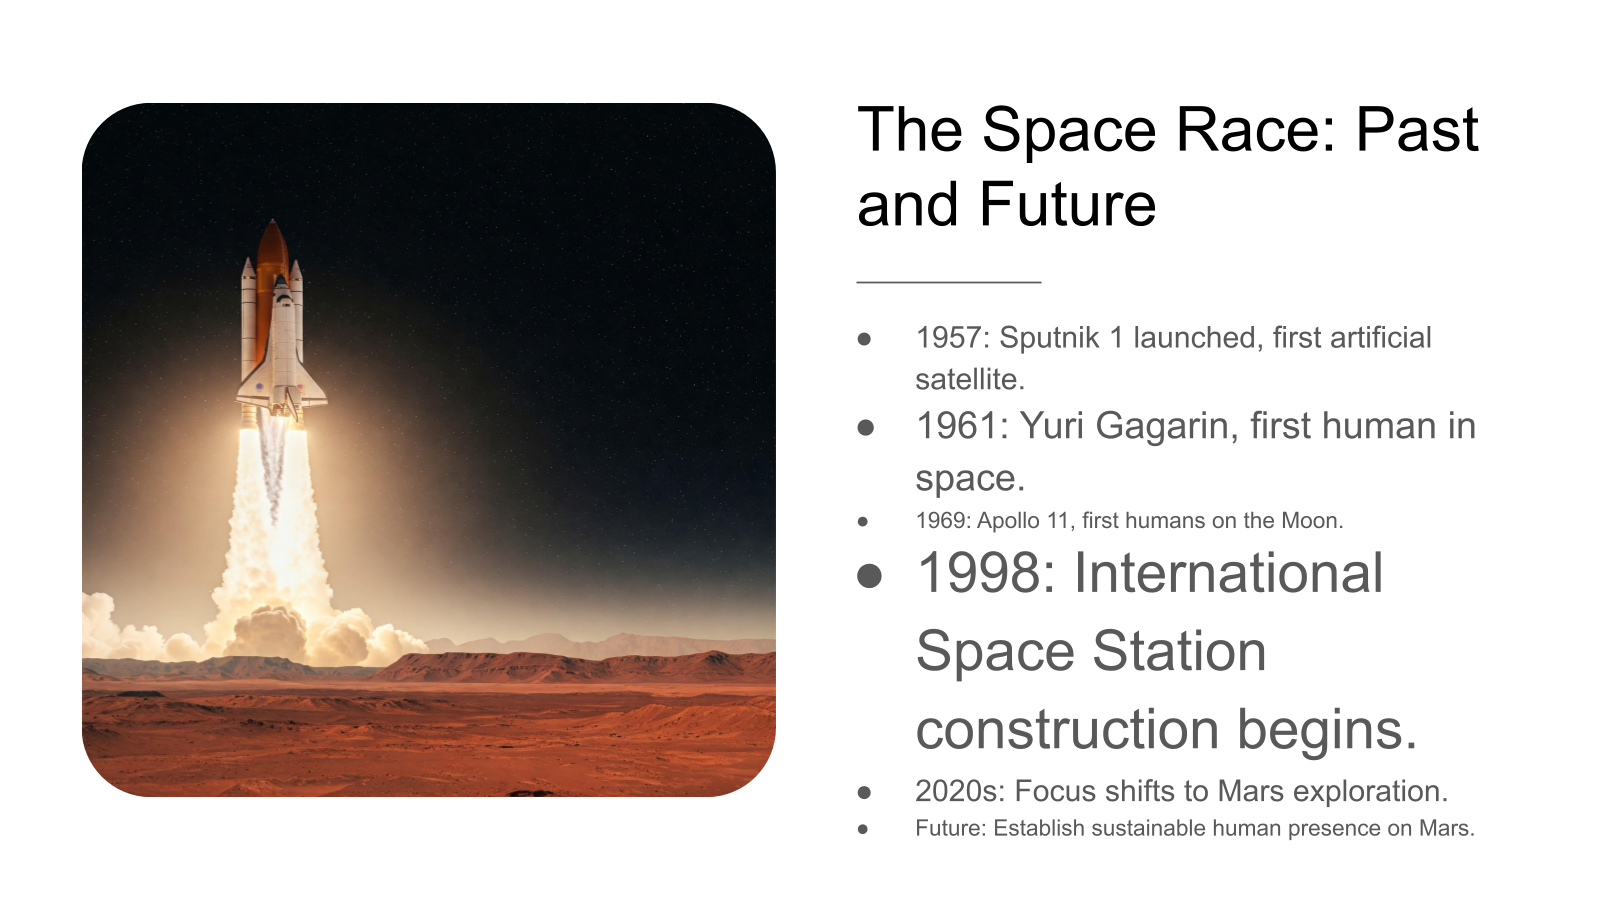 The Space Race: Past
and Future
● 1957: Sputnik 1 launched, first artificial
satellite.
● 1961: Yuri Gagarin, first human in
space.
● 1969: Apollo 11, first humans on the Moon.
● 1998: International
Space Station
construction begins.
● 2020s: Focus shifts to Mars exploration.
● Future: Establish sustainable human presence on Mars.